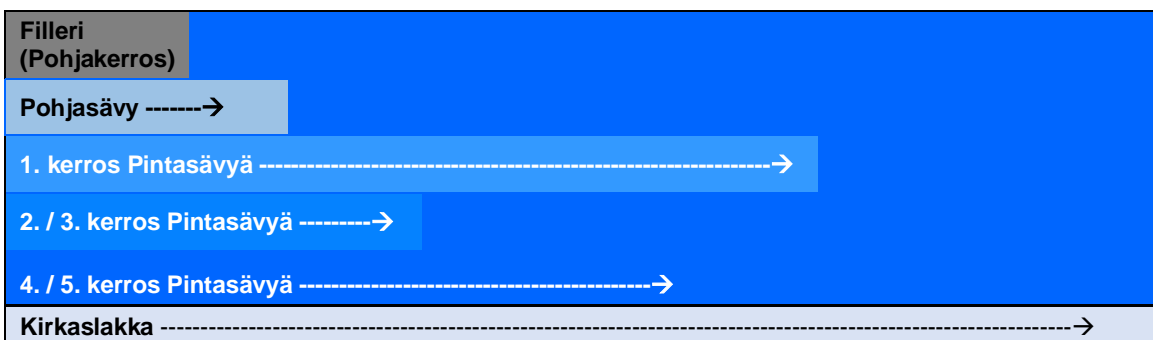 Filleri
(Pohjakerros)
Pohjasävy -------→
1. kerros Pintasävyä ----------------------------------------------------------------→
2. / 3. kerros Pintasävyä ---------→
4. / 5. kerros Pintasävyä --------------------------------------------→
Kirkaslakka ------------------------------------------------------------------------------------------------------------------→